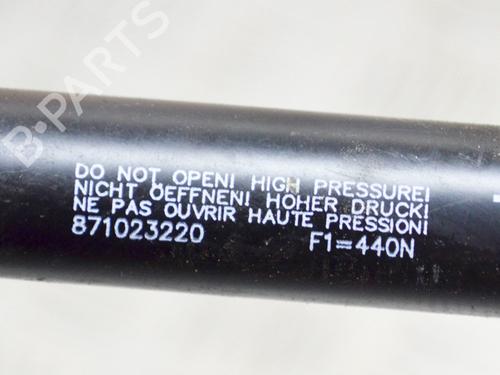 B-PARTS
DO NOT OPEN! HIGH PRESSURE!
NICHT OEFFNEN! HOHER DRUCK!
NE PAS OUVRIR HAUTE PRESSION!
871023220 F1=440N